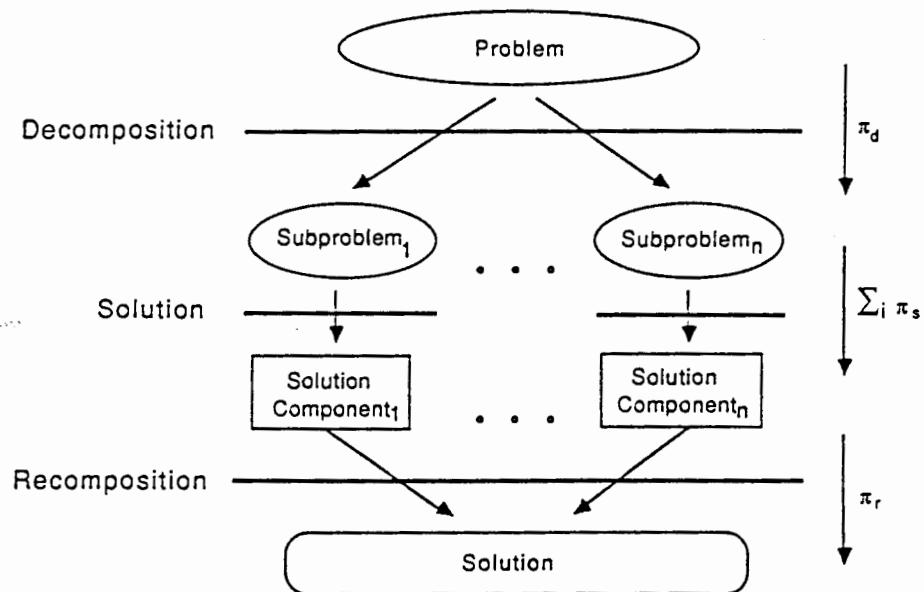 Problem
Decomposition
π_d
Subproblem_1
Subproblem_n
. . .
Solution
∑_i π_s
Solution
Component_1
Solution
Component_n
. . .
Recomposition
π_r
Solution